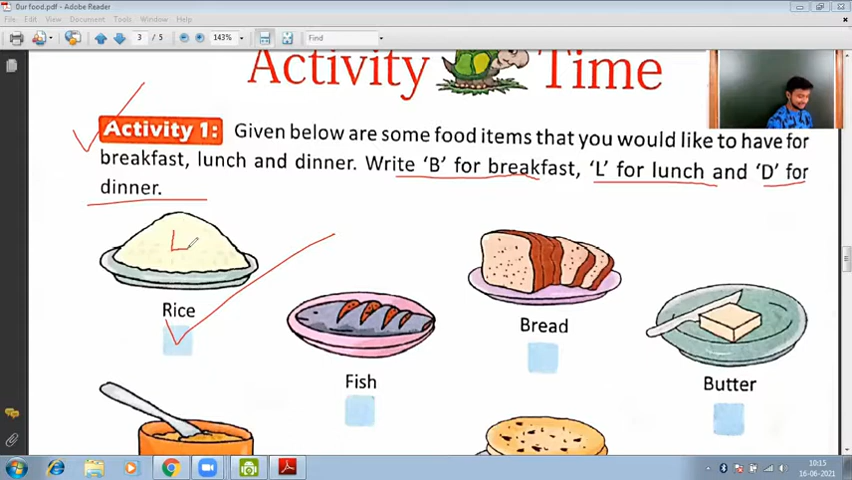 Our food.pdf - Adobe Reader
File Edit View Document Tools Window Help
3 / 5 143% Find
Activity Time
Activity 1: Given below are some food items that you would like to have for
breakfast, lunch and dinner. Write ‘B’ for breakfast, ‘L’ for lunch and ‘D’ for
dinner.
L
Rice
Bread
Fish
Butter
10:15
16-06-2021